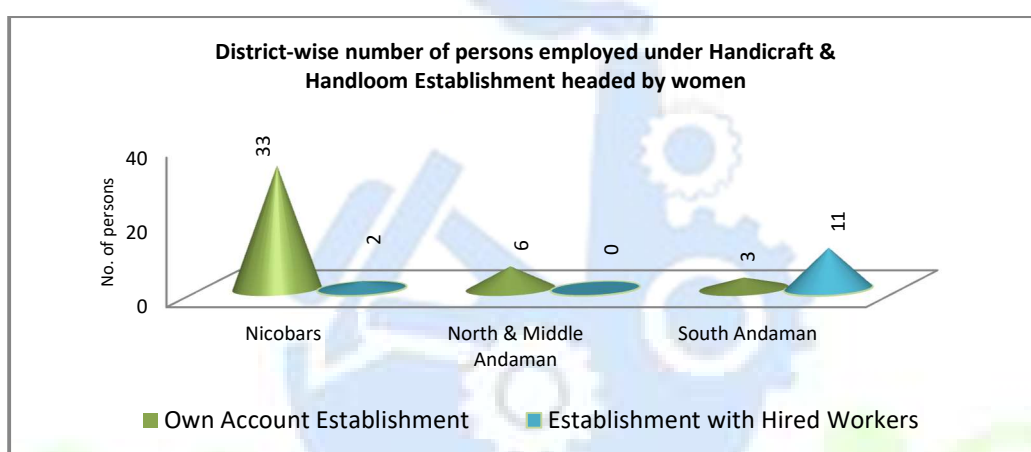 District-wise number of persons employed under Handicraft &
Handloom Establishment headed by women
No. of persons
40
20
0
33
2
6
0
3
11
Nicobars
North & Middle
Andaman
South Andaman
Own Account Establishment
Establishment with Hired Workers